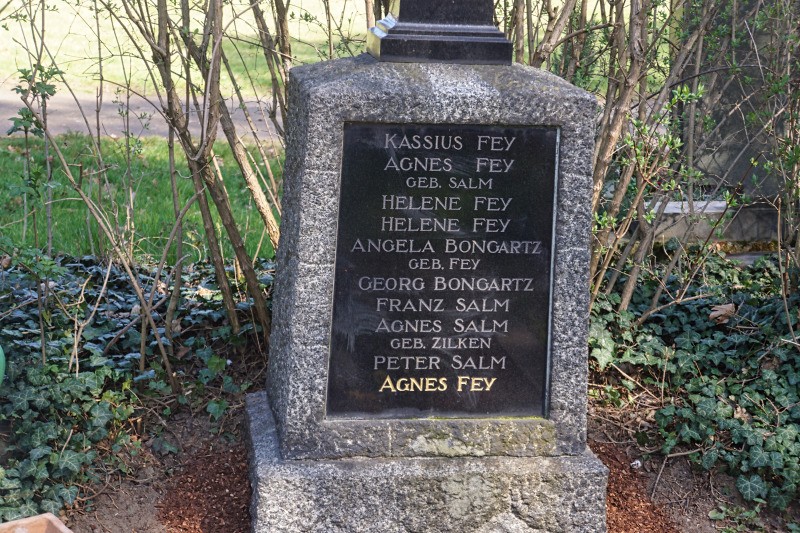 KASSIUS FEY
AGNES FEY
GEB. SALM
HELENE FEY
HELENE FEY
ANGELA BONGARTZ
GEB. FEY
GEORG BONGARTZ
FRANZ SALM
AGNES SALM
GEB. ZILKEN
PETER SALM
AGNES FEY